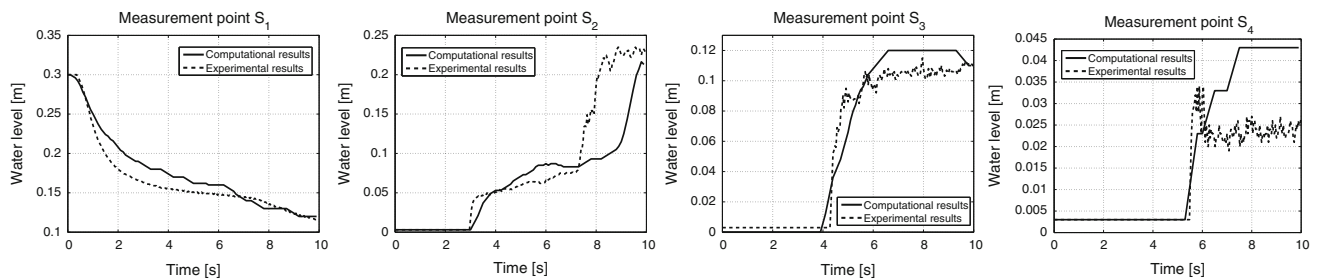 Measurement point S1
0.35
0.3
0.25
0.2
0.15
0.1
Water level [m]
Computational results
Experimental results
0 2 4 6 8 10
Time [s]
Measurement point S2
0.25
0.20
0.15
0.1
0.05
0
Water level [m]
Computational results
Experimental results
0 2 4 6 8 10
Time [s]
Measurement point S3
0.12
0.1
0.08
0.06
0.04
0.02
0
Water level [m]
Computational results
Experimental results
0 2 4 6 8 10
Time [s]
Measurement point S4
0.045
0.04
0.035
0.03
0.025
0.02
0.015
0.01
0.005
0
Water level [m]
Computational results
Experimental results
0 2 4 6 8 10
Time [s]